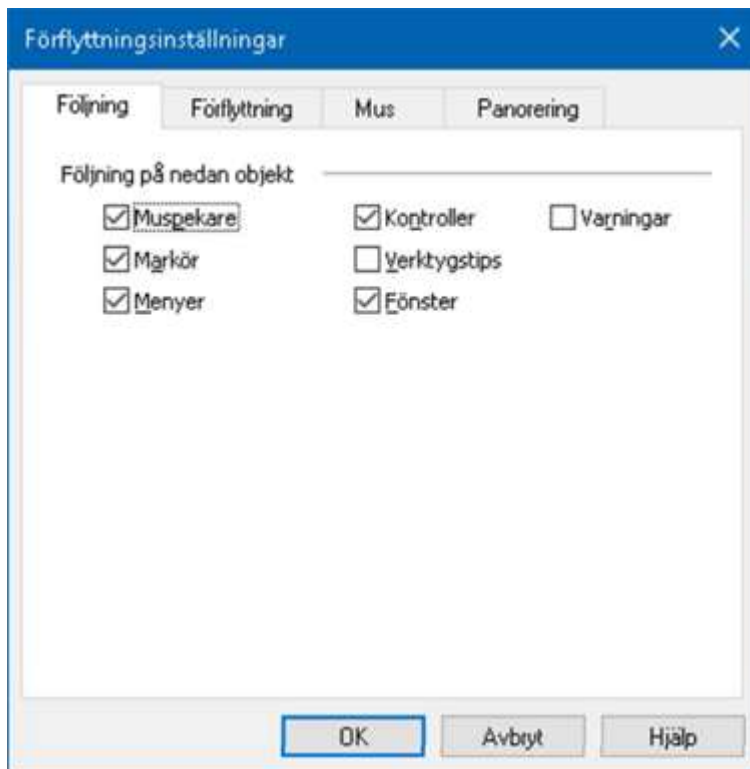 Förflyttningsinställningar
Följning Förflyttning Mus Panorering
Följning på nedan objekt
Muspekare Kontroller Varningar
Markör Verktygstips
Menyer Fönster
OK Avbryt Hjälp